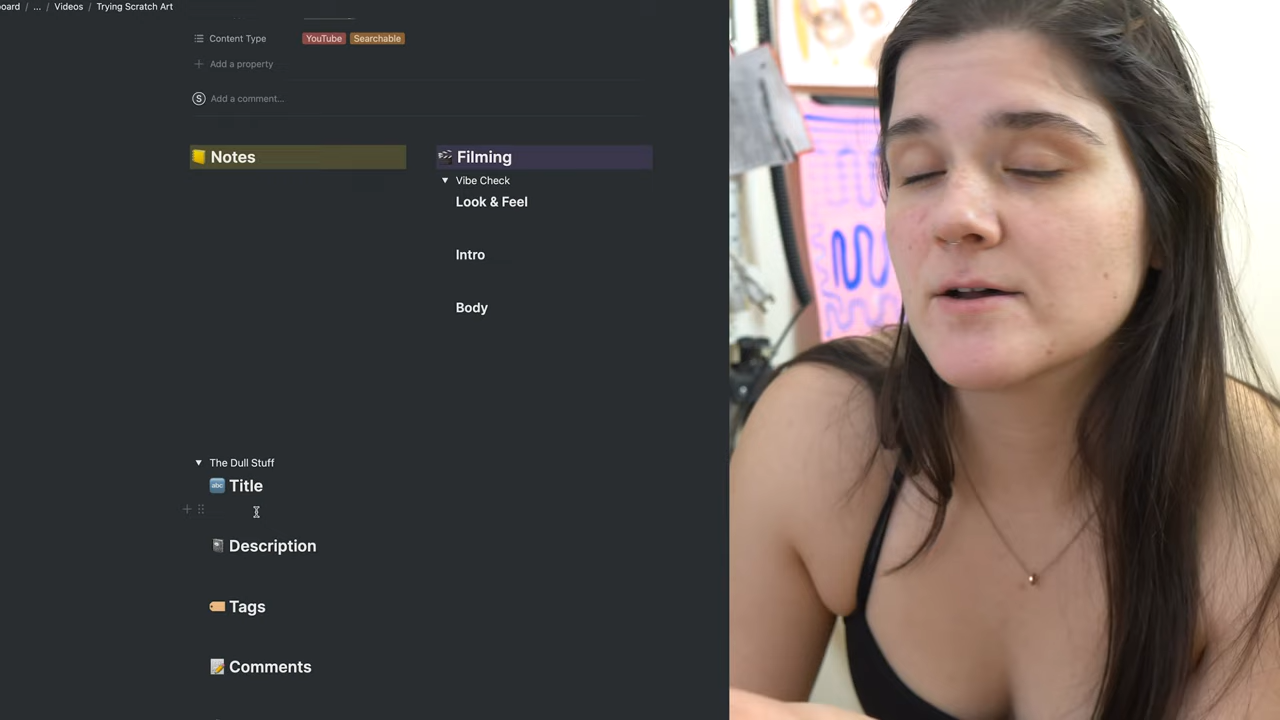 oard / ... / Videos / Trying Scratch Art
Content Type YouTube Searchable
Add a property
S Add a comment...
Notes
Filming
Vibe Check
Look & Feel
Intro
Body
The Dull Stuff
abc Title
Description
Tags
Comments